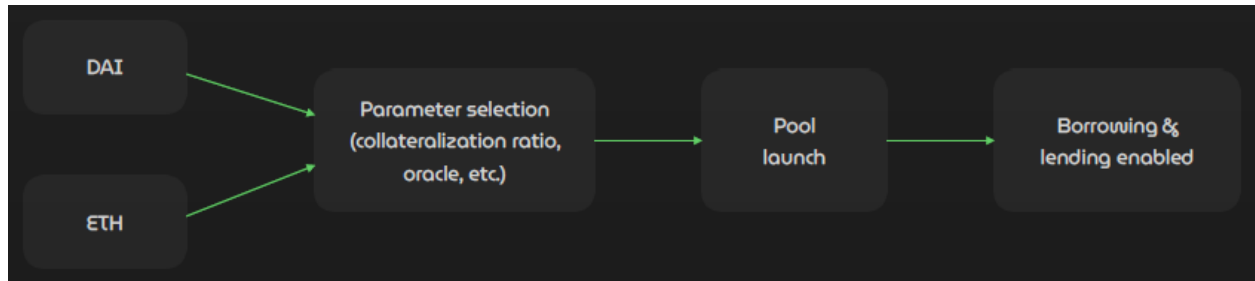 DAI
ETH
Parameter selection
(collateralization ratio,
oracle, etc.)
Pool
launch
Borrowing &
lending enabled